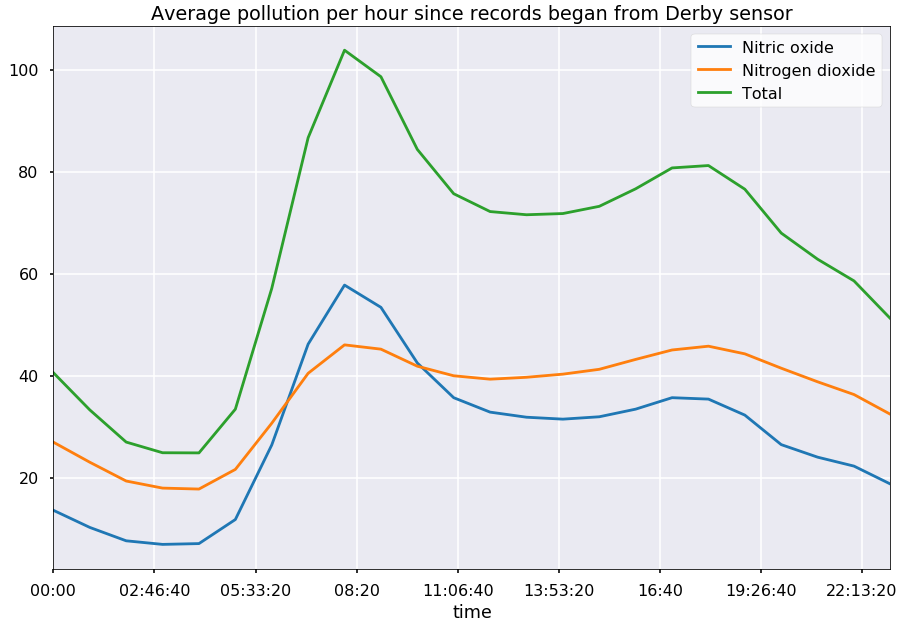 Average pollution per hour since records began from Derby sensor
Nitric oxide
Nitrogen dioxide
Total
100
80
60
40
20
00:00 02:46:40 05:33:20 08:20 11:06:40 13:53:20 16:40 19:26:40 22:13:20
time